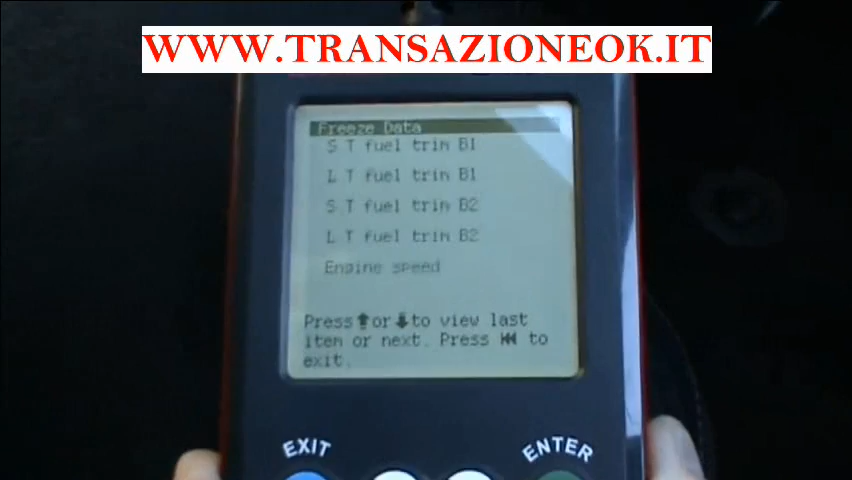 WWW.TRANSAZIONEOK.IT
Freeze Data
S T fuel trim B1
L T fuel trim B1
S T fuel trim B2
L T fuel trim B2
Engine speed
Press⬆or⬇to view last
item or next. Press ⏮ to
exit.
EXIT
ENTER